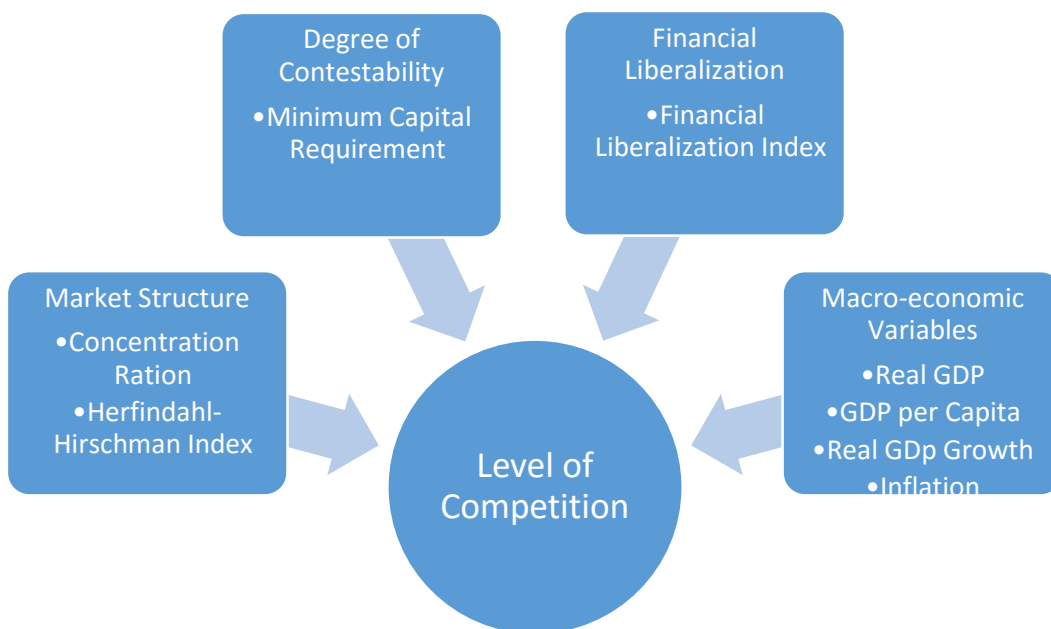 Degree of
Contestability
•Minimum Capital
Requirement
Financial
Liberalization
•Financial
Liberalization Index
Market Structure
•Concentration
Ration
•Herfindahl-
Hirschman Index
Macro-economic
Variables
•Real GDP
•GDP per Capita
•Real GDp Growth
•Inflation
Level of
Competition